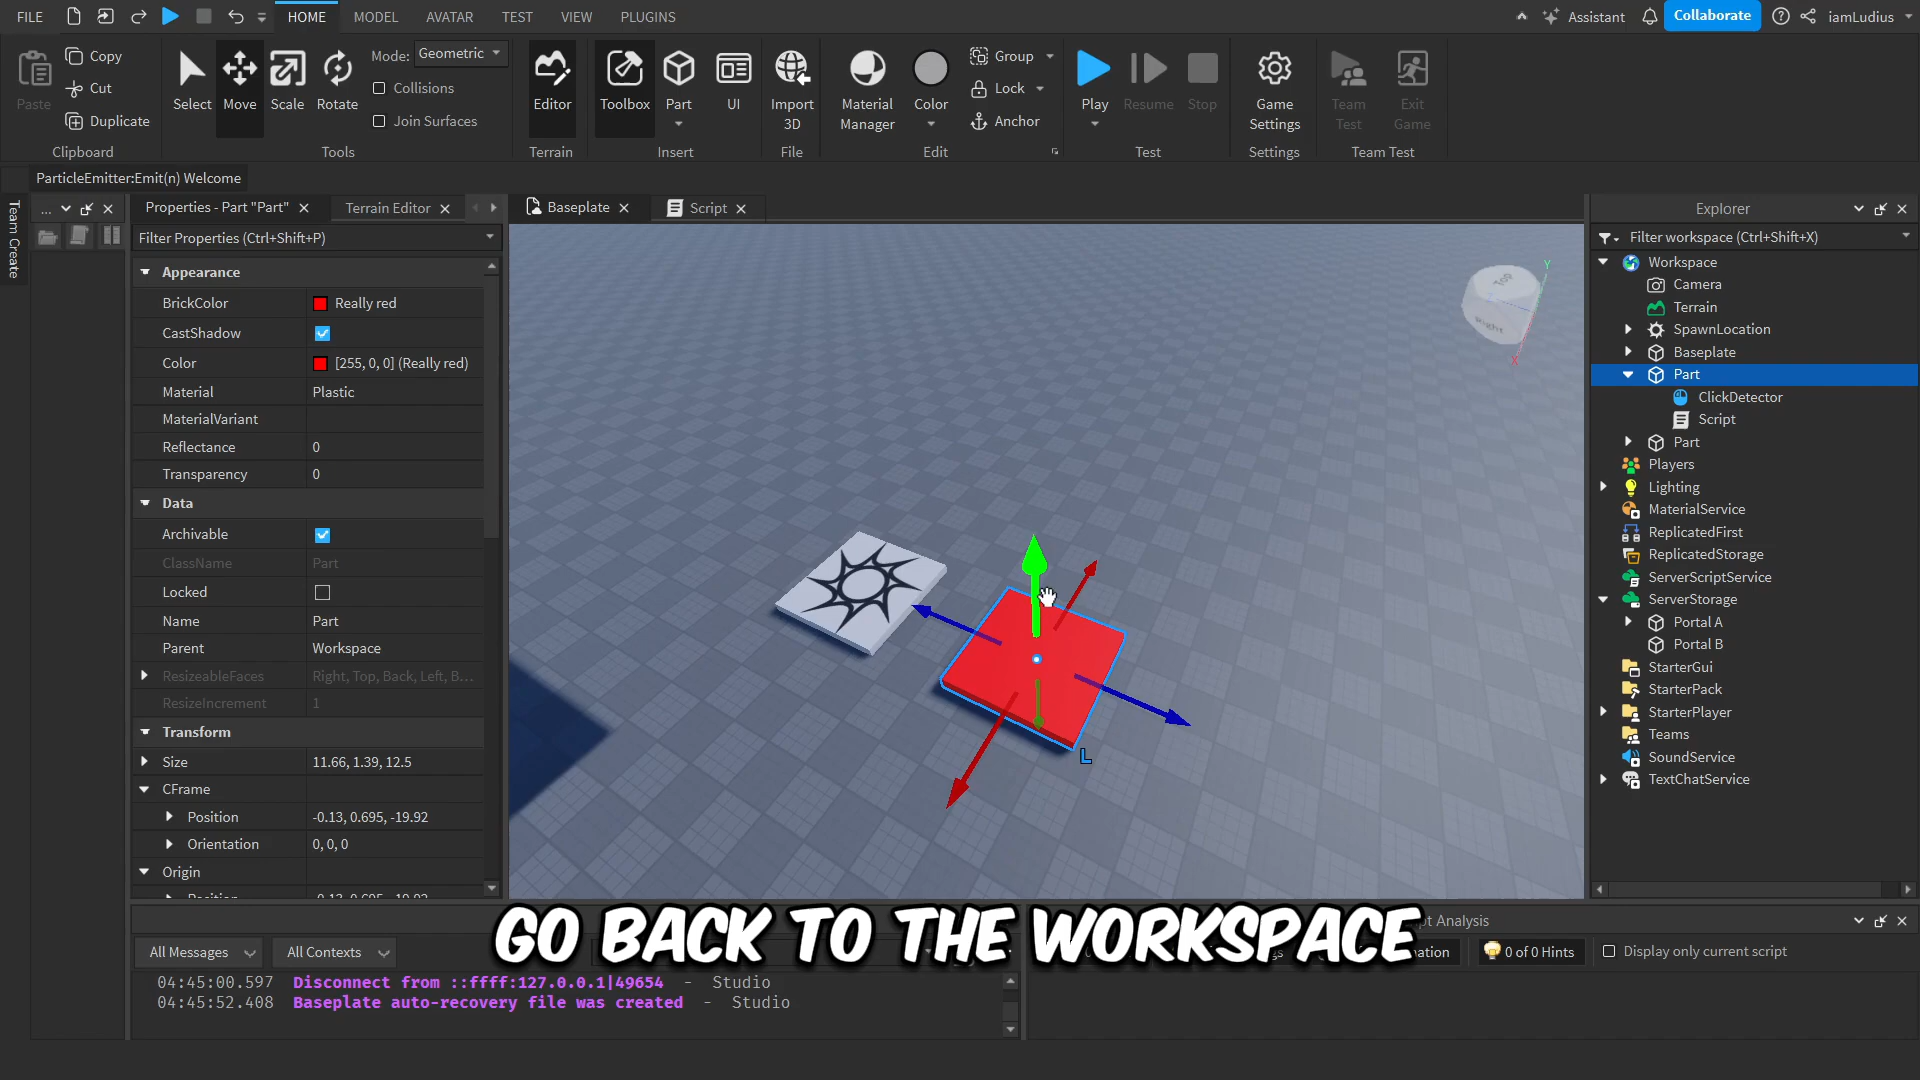 FILE HOME MODEL AVATAR TEST VIEW PLUGINS Assistant Collaborate iamLudius
Paste Copy Cut Duplicate Clipboard
Select Move Scale Rotate Mode: Geometric Collisions Join Surfaces Tools
Editor Terrain
Toolbox Part UI Insert
Import 3D File
Material Manager Color Group Lock Anchor Edit
Play Resume Stop Test
Game Settings Settings
Team Test Exit Game Team Test
ParticleEmitter:Emit(n) Welcome
Team Create
...
Properties - Part "Part" Terrain Editor
Filter Properties (Ctrl+Shift+P)
Appearance
BrickColor Really red
CastShadow
Color [255, 0, 0] (Really red)
Material Plastic
MaterialVariant
Reflectance 0
Transparency 0
Data
Archivable
ClassName Part
Locked
Name Part
Parent Workspace
ResizeableFaces Right, Top, Back, Left, B...
ResizeIncrement 1
Transform
Size 11.66, 1.39, 12.5
CFrame
Position -0.13, 0.695, -19.92
Orientation 0, 0, 0
Origin
Baseplate Script
Top
Right
Y
X
L
Explorer
Filter workspace (Ctrl+Shift+X)
Workspace
Camera
Terrain
SpawnLocation
Baseplate
Part
ClickDetector
Script
Part
Players
Lighting
MaterialService
ReplicatedFirst
ReplicatedStorage
ServerScriptService
ServerStorage
Portal A
Portal B
StarterGui
StarterPack
StarterPlayer
Teams
SoundService
TextChatService
GO BACK TO THE WORKSPACE
All Messages All Contexts
04:45:00.597 Disconnect from ::ffff:127.0.0.1|49654 - Studio
04:45:52.408 Baseplate auto-recovery file was created - Studio
Analysis
0 of 0 Hints Display only current script